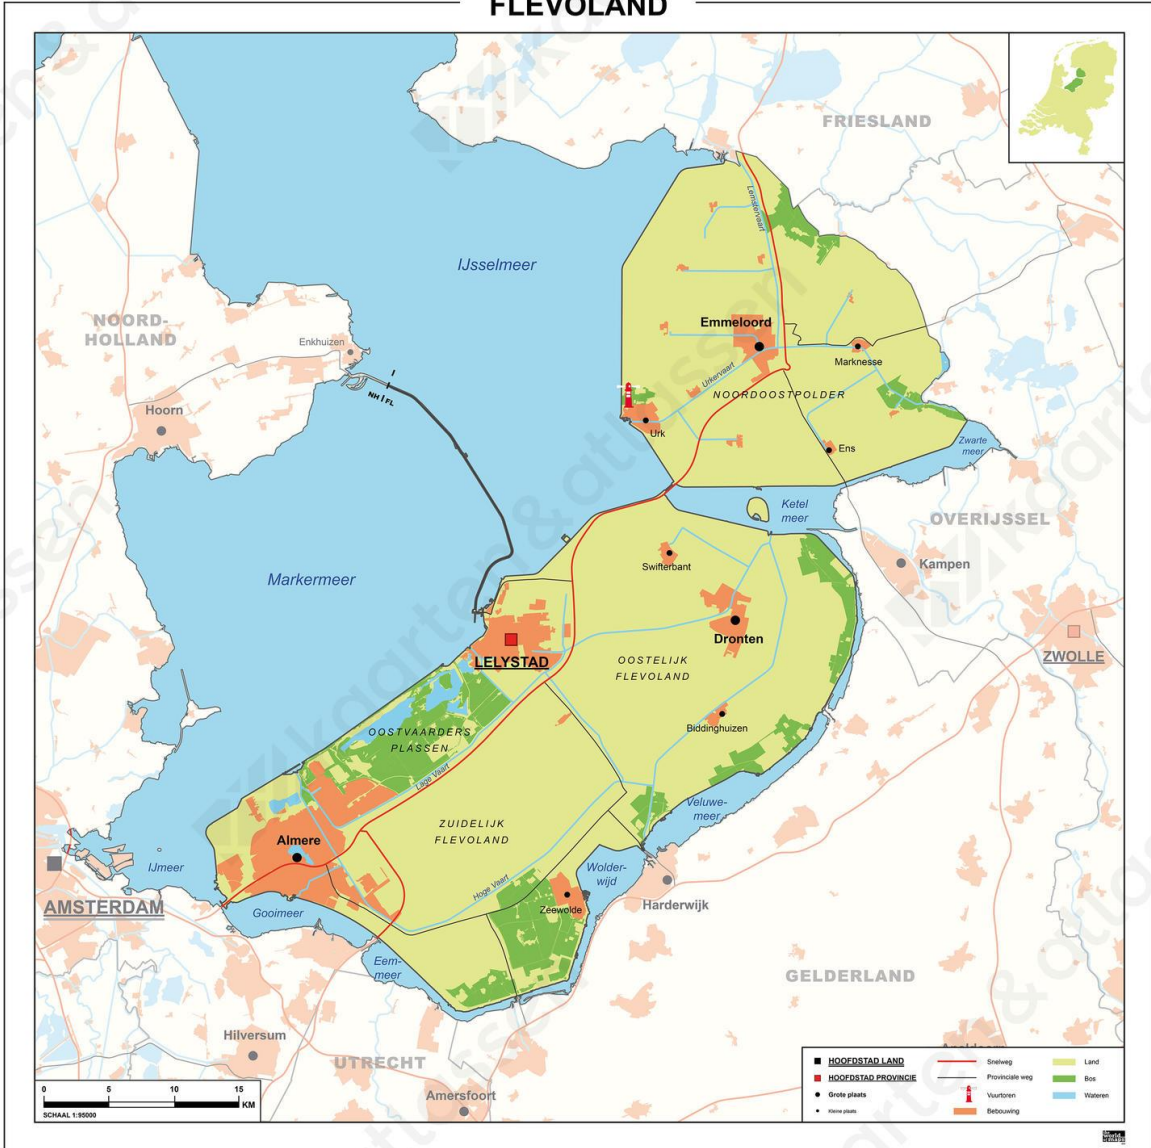 FLEVOLAND
FRIESLAND
Lemstervaart
IJsselmeer
NOORD-
HOLLAND
Enkhuizen
NH | FL
Hoorn
Emmeloord
Marknesse
Urkervaart
NOORDOOSTPOLDER
Urk
Ens
Zwarte
meer
Ketel
meer
OVERIJSSEL
Kampen
Markermeer
Swifterbant
Dronten
LELYSTAD
OOSTELIJK
FLEVOLAND
ZWOLLE
Biddinghuizen
OOSTVAARDERS
PLASSEN
Lage Vaart
Veluwe-
meer
ZUIDELIJK
FLEVOLAND
Almere
IJmeer
Wolder-
wijd
Hoge Vaart
AMSTERDAM
Gooimeer
Zeewolde
Harderwijk
Eem-
meer
GELDERLAND
Hilversum
UTRECHT
Amersfoort
0 5 10 15
KM
SCHAAL 1:95000
HOOFDSTAD LAND
HOOFDSTAD PROVINCIE
Grote plaats
Kleine plaats
Snelweg
Provinciale weg
Vuurtoren
Bebouwing
Land
Bos
Wateren
kaarten & atlassen